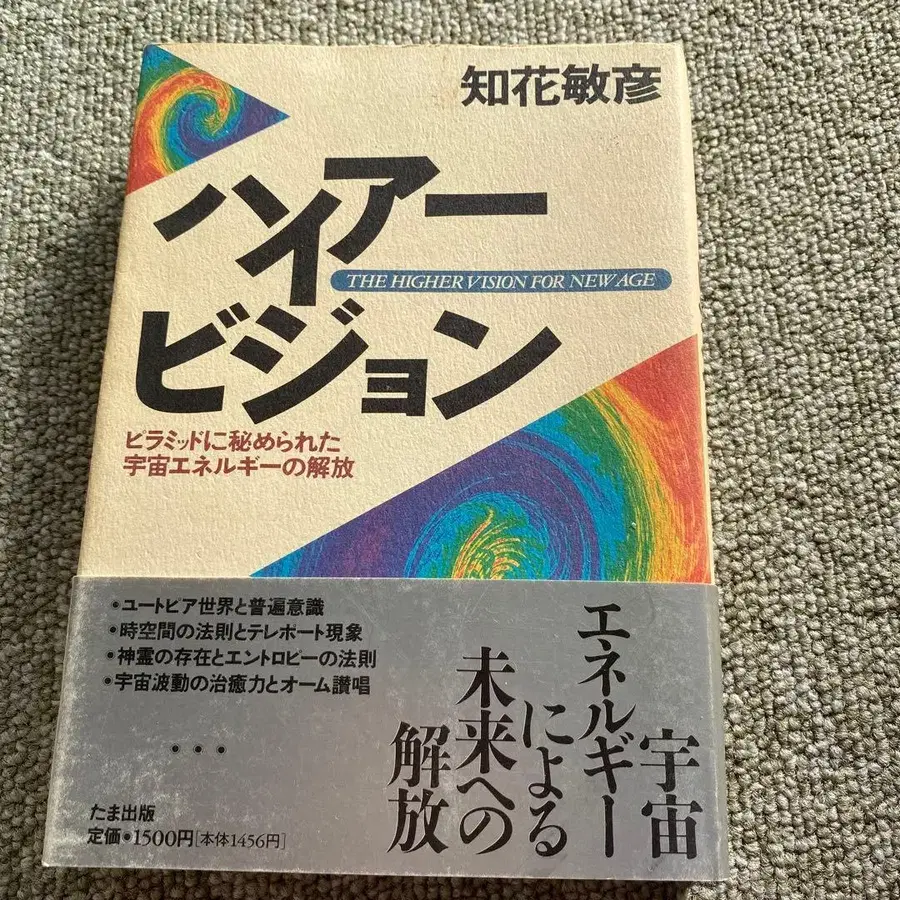 知花敏彦
ハイアー
THE HIGHER VISION FOR NEW AGE
ビジョン
ピラミッドに秘められた
宇宙エネルギーの解放
•ユートピア世界と普遍意識
•時空間の法則とテレポート現象
•神霊の存在とエントロピーの法則
•宇宙波動の治癒力とオーム讃唱
•••
宇宙
エネルギー
による
未来への
解放
たま出版
定価•1500円[本体1456円]